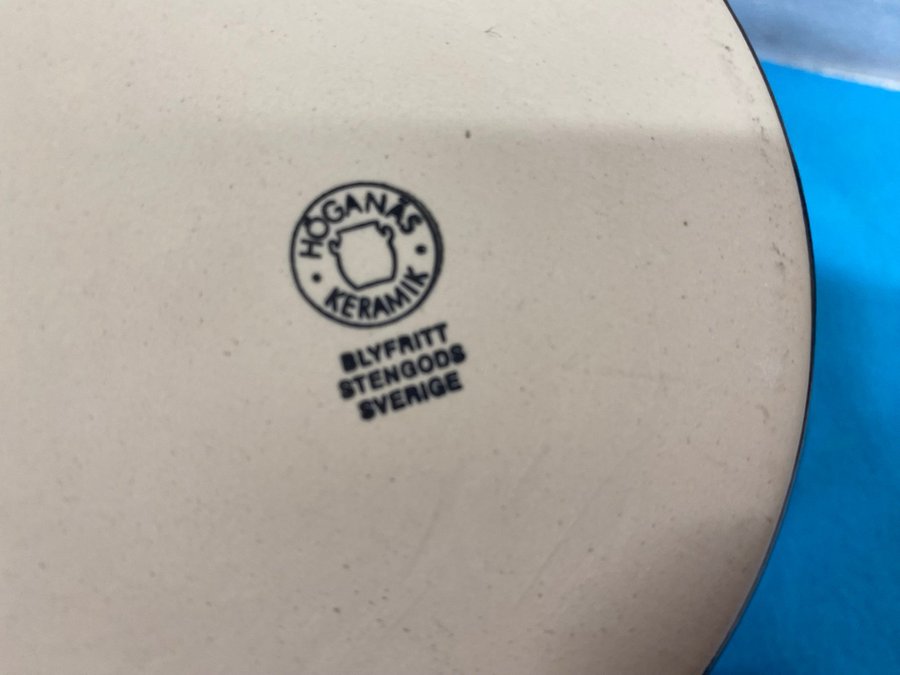 HÖGANÄS
KERAMIK
BLYFRITT
STENGODS
SVERIGE